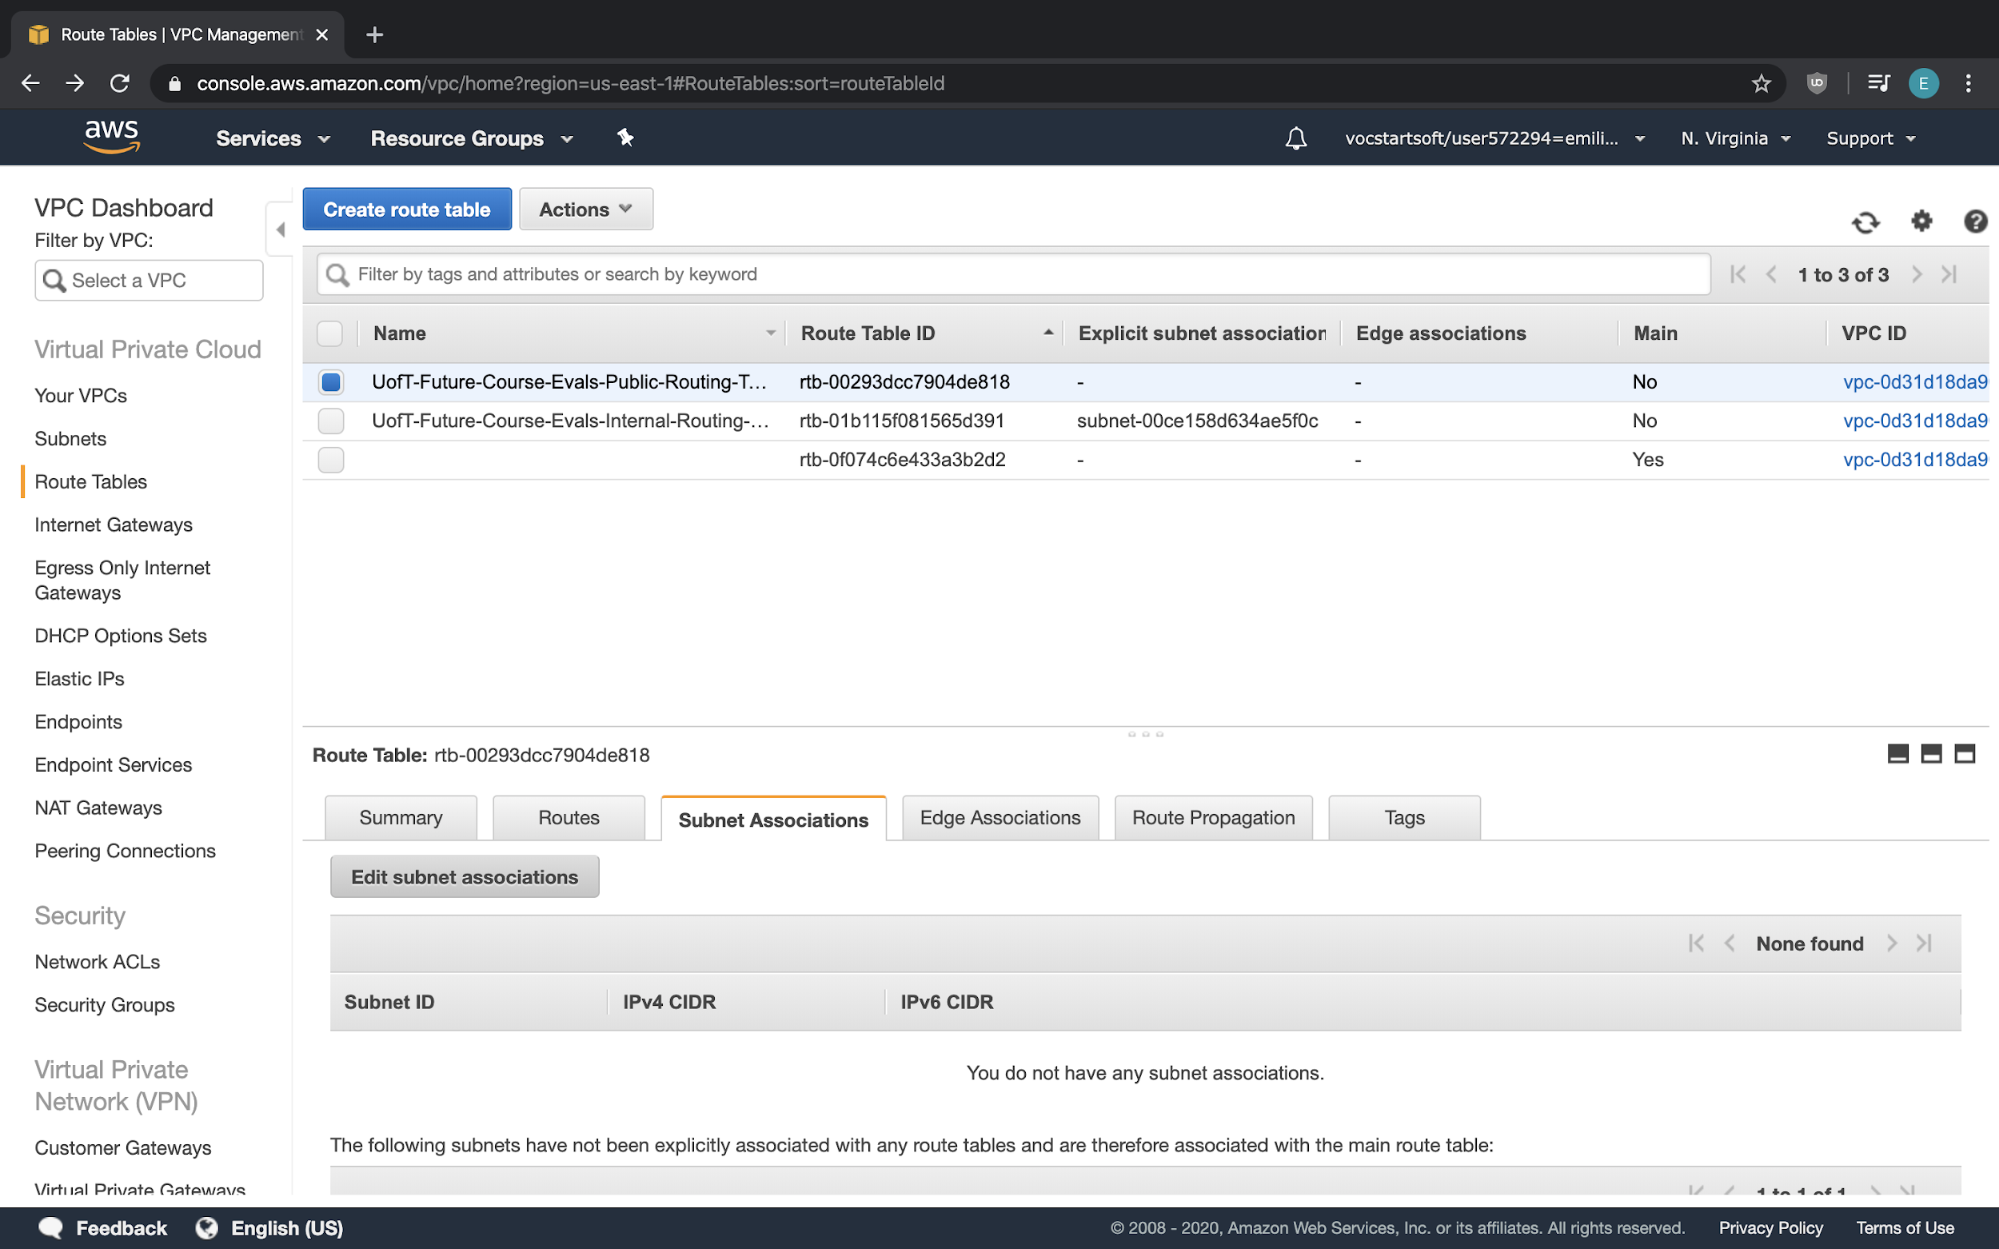 Route Tables | VPC Management
console.aws.amazon.com/vpc/home?region=us-east-1#RouteTables:sort=routeTableId
E
aws
Services
Resource Groups
vocstartsoft/user572294=emili...
N. Virginia
Support
VPC Dashboard
Filter by VPC:
Select a VPC
Virtual Private Cloud
Your VPCs
Subnets
Route Tables
Internet Gateways
Egress Only Internet
Gateways
DHCP Options Sets
Elastic IPs
Endpoints
Endpoint Services
NAT Gateways
Peering Connections
Security
Network ACLs
Security Groups
Virtual Private
Network (VPN)
Customer Gateways
Virtual Private Gateways
Create route table
Actions
Filter by tags and attributes or search by keyword
1 to 3 of 3
Name Route Table ID Explicit subnet association Edge associations Main VPC ID
UofT-Future-Course-Evals-Public-Routing-T... rtb-00293dcc7904de818 - - No vpc-0d31d18da9
UofT-Future-Course-Evals-Internal-Routing-... rtb-01b115f081565d391 subnet-00ce158d634ae5f0c - No vpc-0d31d18da9
rtb-0f074c6e433a3b2d2 - - Yes vpc-0d31d18da9
Route Table: rtb-00293dcc7904de818
Summary
Routes
Subnet Associations
Edge Associations
Route Propagation
Tags
Edit subnet associations
None found
Subnet ID IPv4 CIDR IPv6 CIDR
You do not have any subnet associations.
The following subnets have not been explicitly associated with any route tables and are therefore associated with the main route table:
1 to 1 of 1
Feedback
English (US)
© 2008 - 2020, Amazon Web Services, Inc. or its affiliates. All rights reserved.
Privacy Policy
Terms of Use